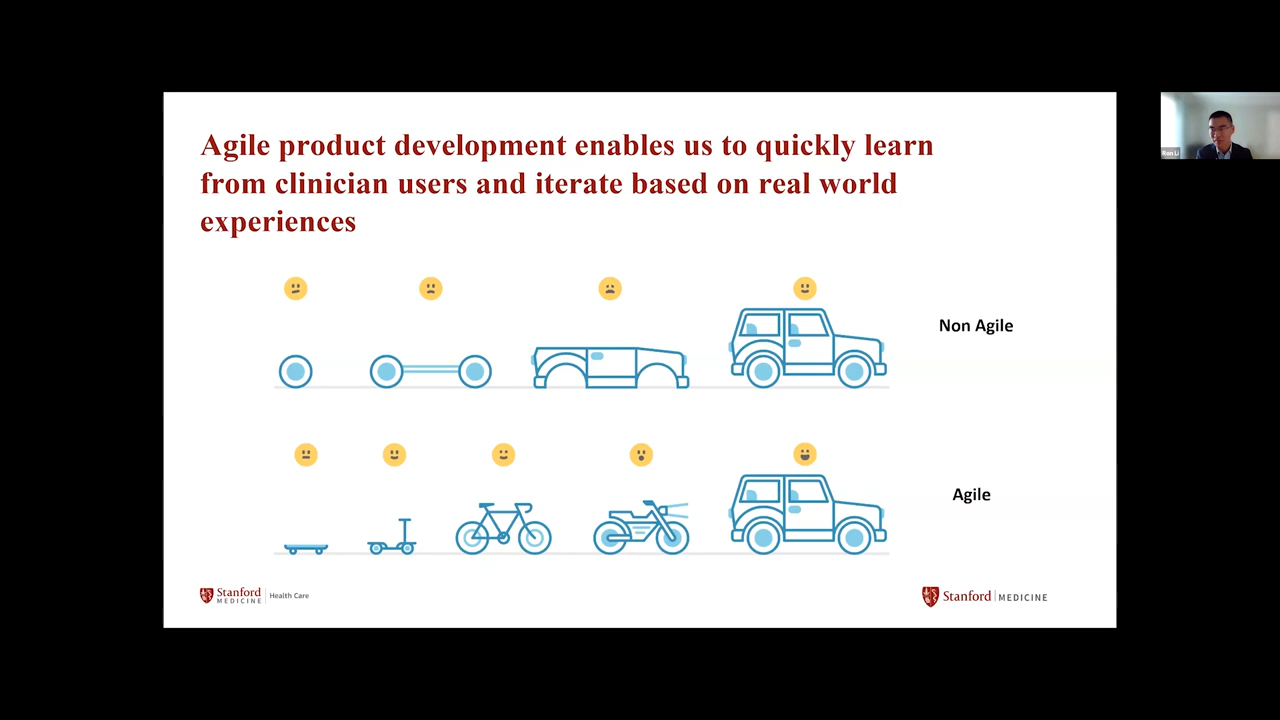 Agile product development enables us to quickly learn
from clinician users and iterate based on real world
experiences
Ron Li
Non Agile
Agile
Stanford
MEDICINE
Health Care
Stanford MEDICINE